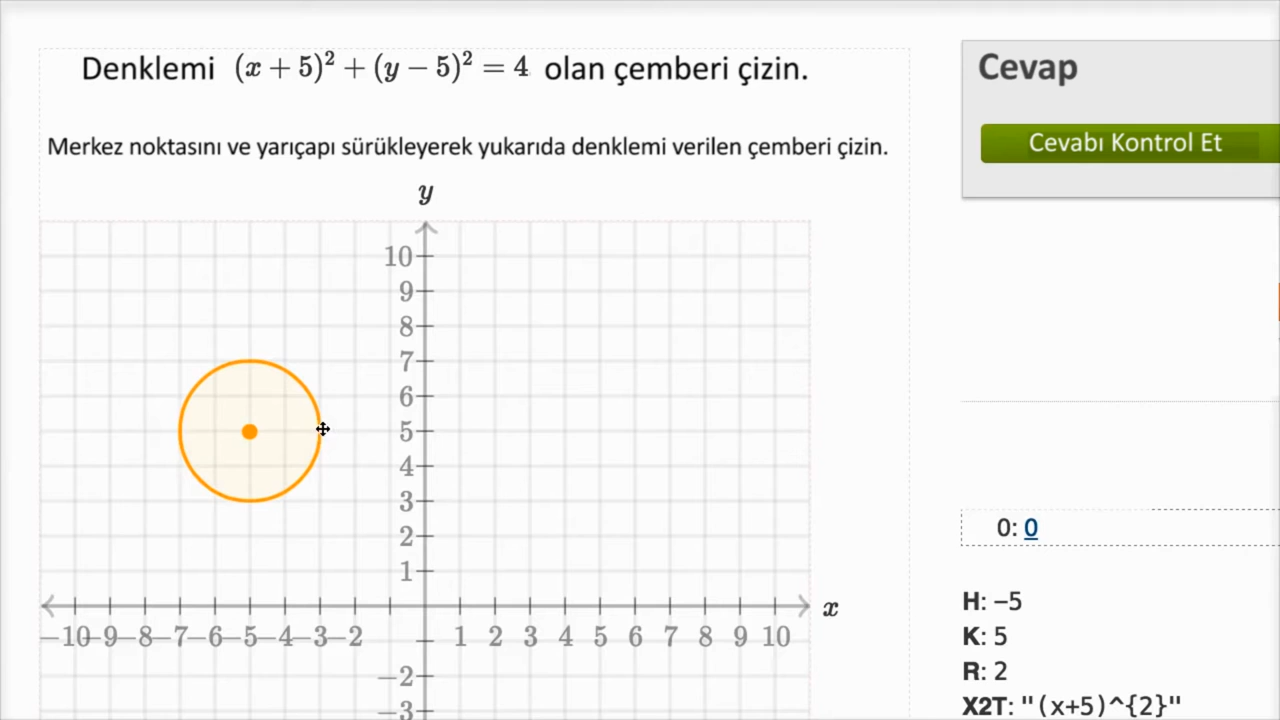 Denklemi (x + 5)² + (y − 5)² = 4 olan çemberi çizin.
Merkez noktasını ve yarıçapı sürükleyerek yukarıda denklemi verilen çemberi çizin.
y
10
9
8
7
6
5
4
3
2
1
x
−10 −9 −8 −7 −6 −5 −4 −3 −2 1 2 3 4 5 6 7 8 9 10
−2
−3
Cevap
Cevabı Kontrol Et
0: 0
H: −5
K: 5
R: 2
X2T: "(x+5)^{2}"